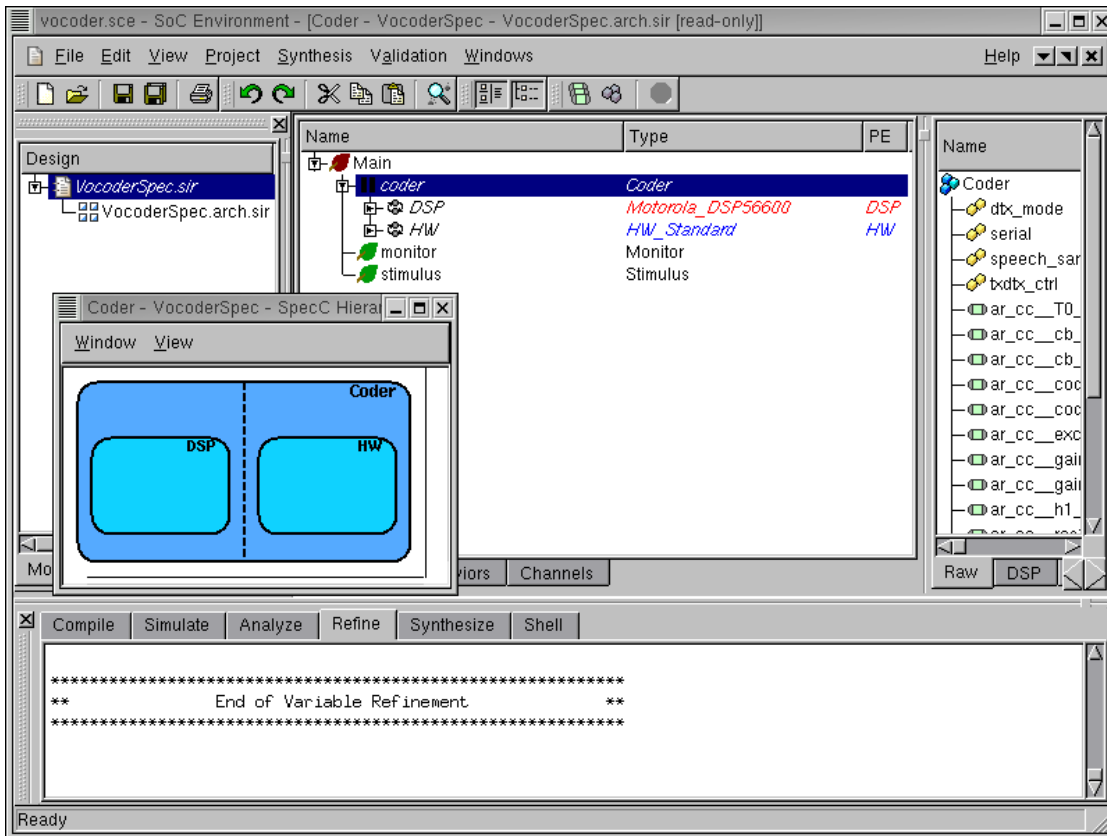 vocoder.sce - SoC Environment - [Coder - VocoderSpec - VocoderSpec.arch.sir [read-only]]
File Edit View Project Synthesis Validation Windows Help
Design
VocoderSpec.sir
VocoderSpec.arch.sir
Name Type PE
Main
coder Coder
DSP Motorola_DSP56600 DSP
HW HW_Standard HW
monitor Monitor
stimulus Stimulus
Name
Coder
dtx_mode
serial
speech_sar
txdtx_ctrl
ar_cc__T0_
ar_cc__cb_
ar_cc__cb_
ar_cc__coc
ar_cc__coc
ar_cc__exc
ar_cc__gai
ar_cc__gai
ar_cc__h1_
Coder - VocoderSpec - SpecC Hierar
Window View
Coder
DSP HW
Mo
viors Channels
Raw DSP
Compile Simulate Analyze Refine Synthesize Shell
***********************************************************
** End of Variable Refinement **
***********************************************************
Ready